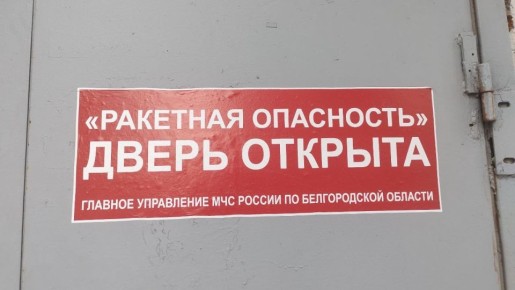 «РАКЕТНАЯ ОПАСНОСТЬ»
ДВЕРЬ ОТКРЫТА
ГЛАВНОЕ УПРАВЛЕНИЕ МЧС РОССИИ ПО БЕЛГОРОДСКОЙ ОБЛАСТИ